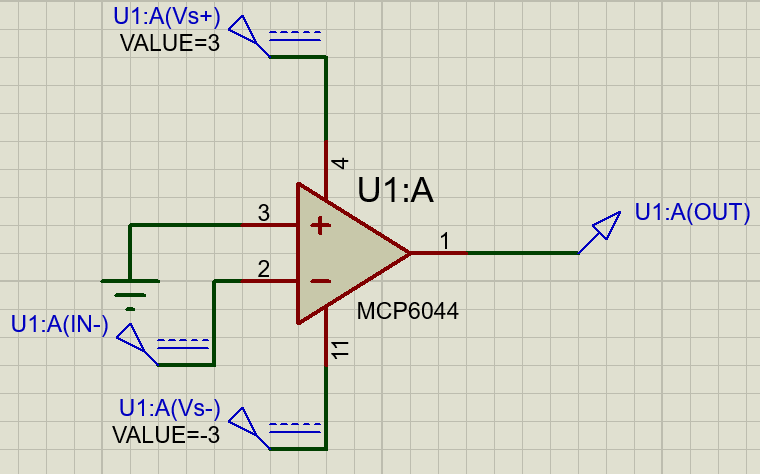 U1:A(Vs+)
VALUE=3
4
U1:A
3
+
U1:A(OUT)
1
2
−
MCP6044
U1:A(IN-)
11
U1:A(Vs-)
VALUE=-3